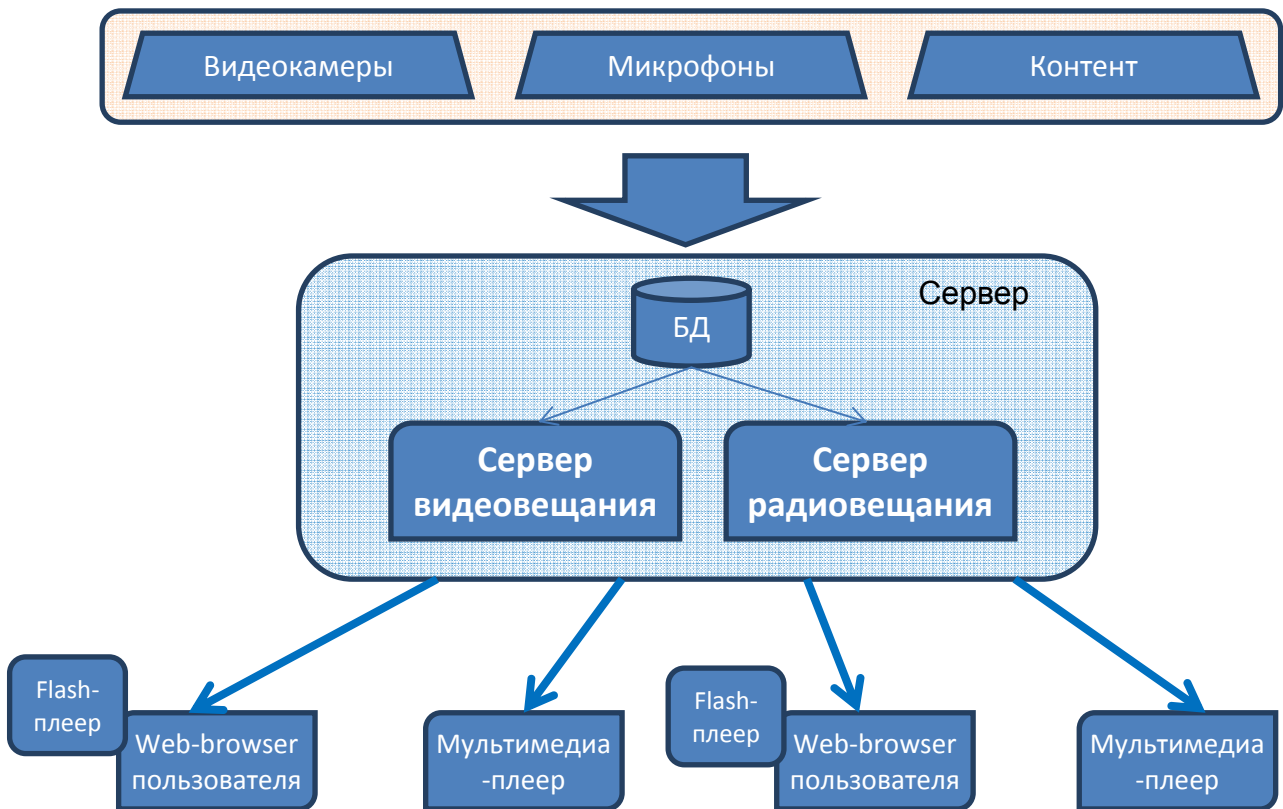 Видеокамеры
Микрофоны
Контент
Сервер
БД
Сервер
видеовещания
Сервер
радиовещания
Flash-
плеер
Web-browser
пользователя
Мультимедиа
-плеер
Flash-
плеер
Web-browser
пользователя
Мультимедиа
-плеер